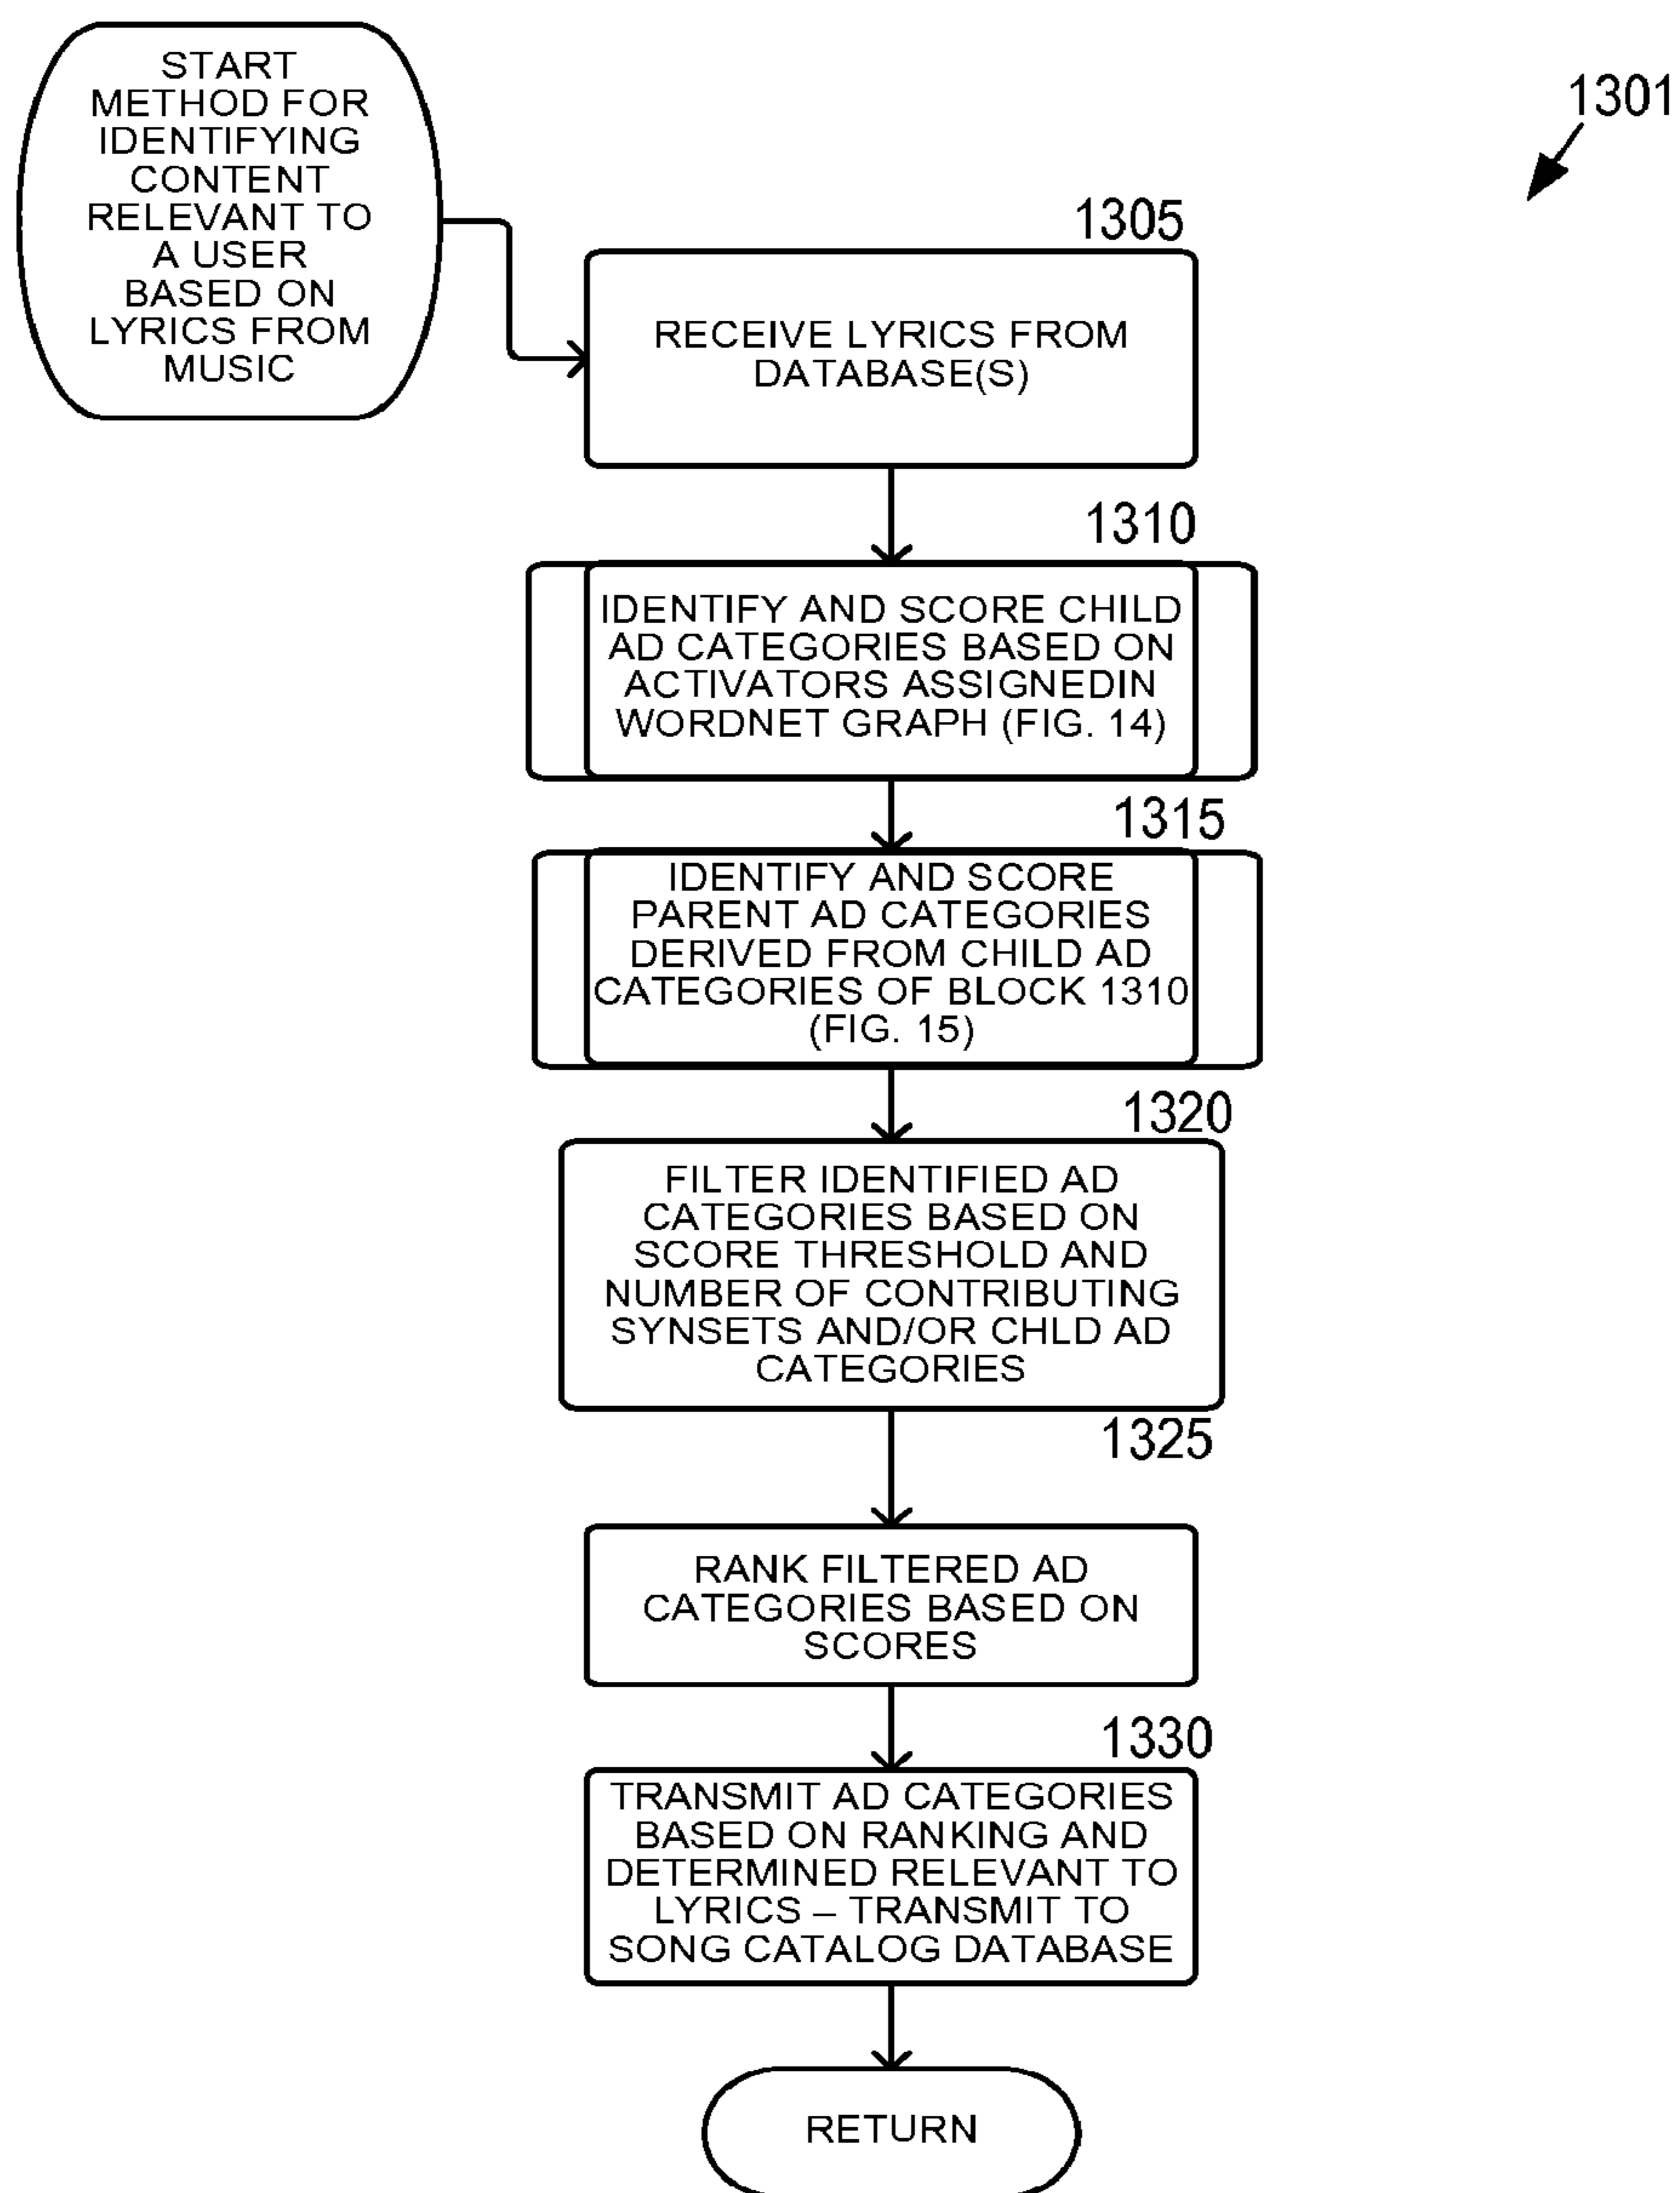 START
METHOD FOR
IDENTIFYING
CONTENT
RELEVANT TO
A USER
BASED ON
LYRICS FROM
MUSIC
1301
1305
RECEIVE LYRICS FROM
DATABASE(S)
1310
IDENTIFY AND SCORE CHILD
AD CATEGORIES BASED ON
ACTIVATORS ASSIGNEDIN
WORDNET GRAPH (FIG. 14)
1315
IDENTIFY AND SCORE
PARENT AD CATEGORIES
DERIVED FROM CHILD AD
CATEGORIES OF BLOCK 1310
(FIG. 15)
1320
FILTER IDENTIFIED AD
CATEGORIES BASED ON
SCORE THRESHOLD AND
NUMBER OF CONTRIBUTING
SYNSETS AND/OR CHLD AD
CATEGORIES
1325
RANK FILTERED AD
CATEGORIES BASED ON
SCORES
1330
TRANSMIT AD CATEGORIES
BASED ON RANKING AND
DETERMINED RELEVANT TO
LYRICS – TRANSMIT TO
SONG CATALOG DATABASE
RETURN